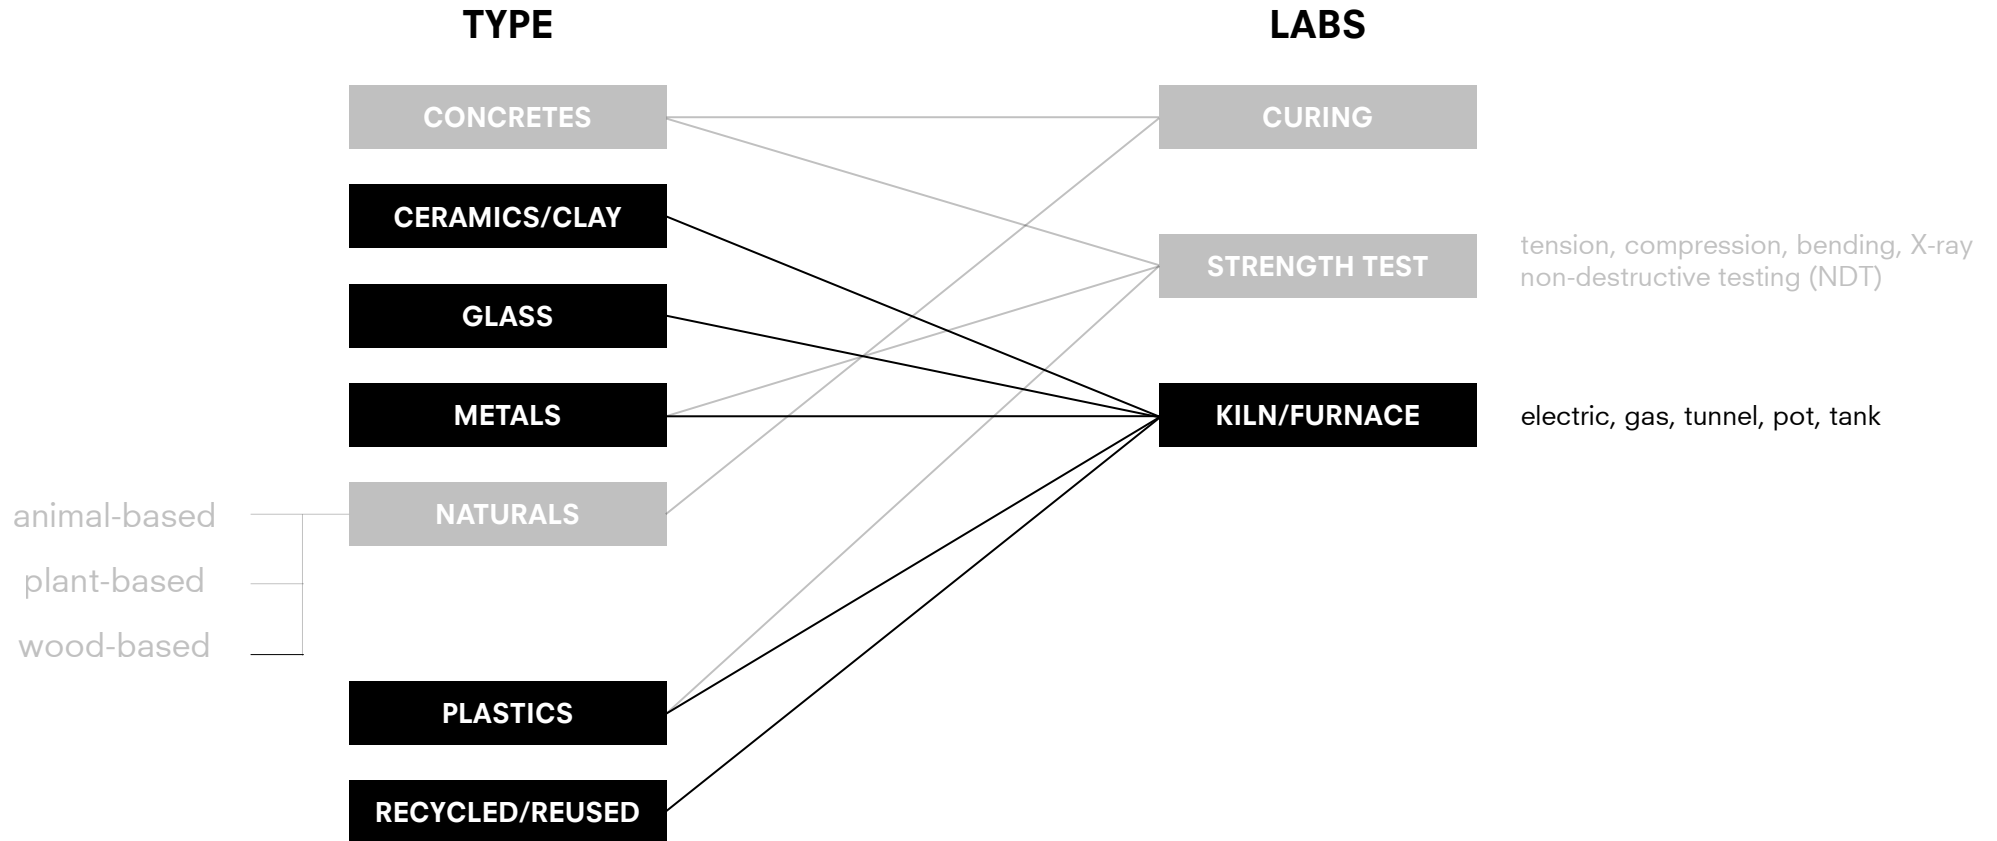 TYPE
LABS
CONCRETES
CURING
CERAMICS/CLAY
STRENGTH TEST
tension, compression, bending, X-ray
non-destructive testing (NDT)
GLASS
METALS
KILN/FURNACE
electric, gas, tunnel, pot, tank
animal-based
NATURALS
plant-based
wood-based
PLASTICS
RECYCLED/REUSED